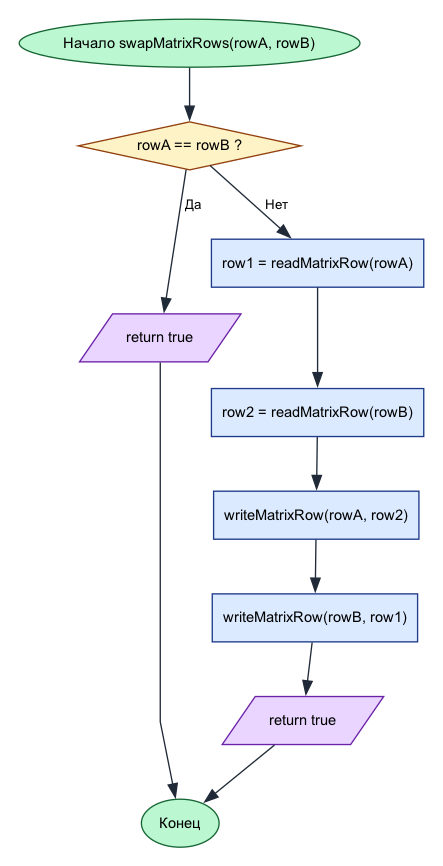 Начало swapMatrixRows(rowA, rowB)
rowA == rowB ?
Да
Нет
row1 = readMatrixRow(rowA)
return true
row2 = readMatrixRow(rowB)
writeMatrixRow(rowA, row2)
writeMatrixRow(rowB, row1)
return true
Конец